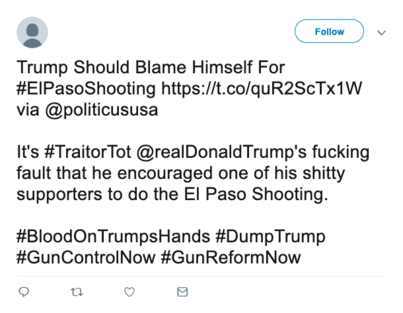 Follow
Trump Should Blame Himself For
#ElPasoShooting https://t.co/quR2ScTx1W
via @politicususa
It's #TraitorTot @realDonaldTrump's fucking
fault that he encouraged one of his shitty
supporters to do the El Paso Shooting.
#BloodOnTrumpsHands #DumpTrump
#GunControlNow #GunReformNow